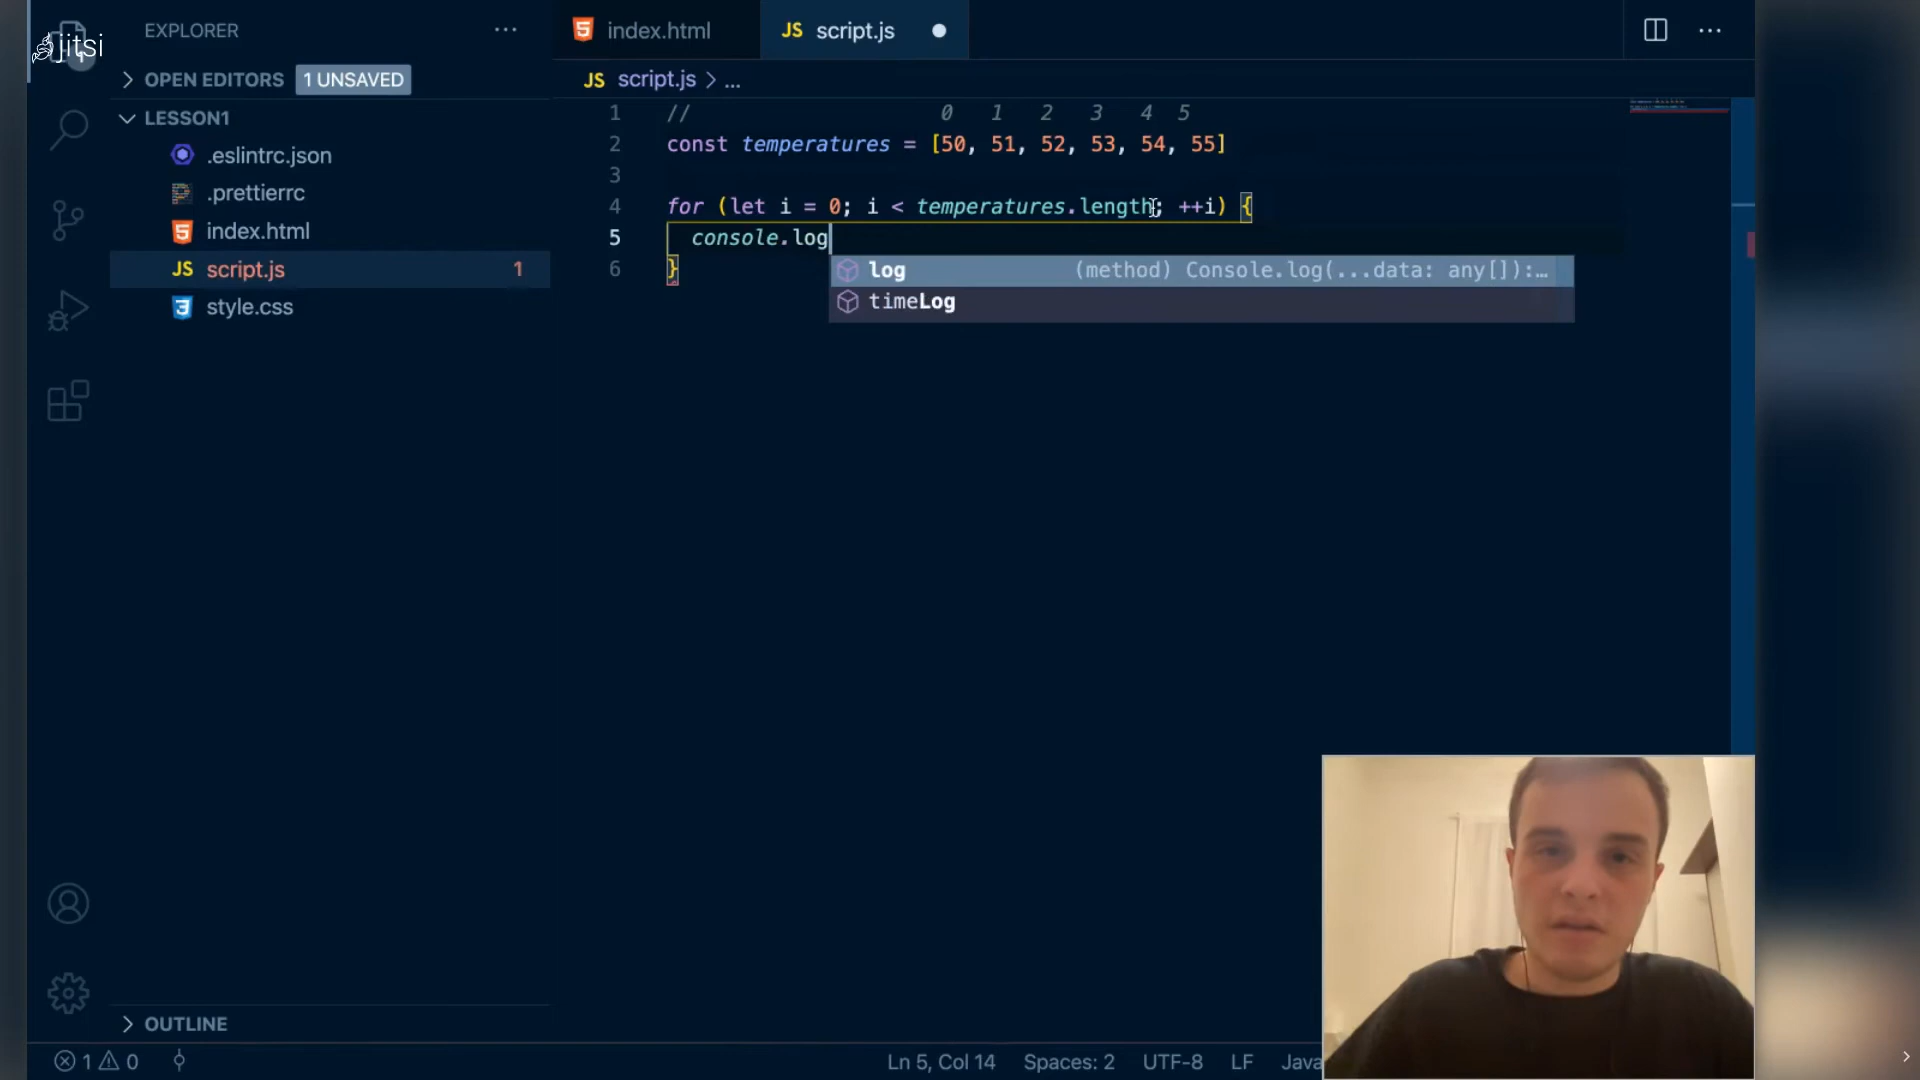 jitsi
EXPLORER
OPEN EDITORS 1 UNSAVED
LESSON1
.eslintrc.json
.prettierrc
index.html
script.js 1
style.css
OUTLINE
index.html
JS script.js
JS script.js > ...
1 // 0 1 2 3 4 5
2 const temperatures = [50, 51, 52, 53, 54, 55]
3
4 for (let i = 0; i < temperatures.length; ++i) {
5 console.log
6 }
log (method) Console.log(...data: any[]):…
timeLog
1 0
Ln 5, Col 14 Spaces: 2 UTF-8 LF Java